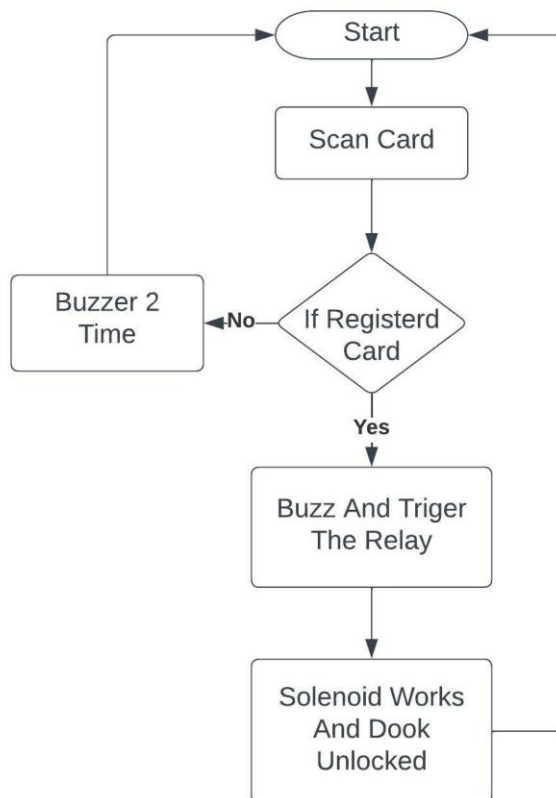 Start
Scan Card
If Registerd
Card
No
Buzzer 2
Time
Yes
Buzz And Triger
The Relay
Solenoid Works
And Dook
Unlocked